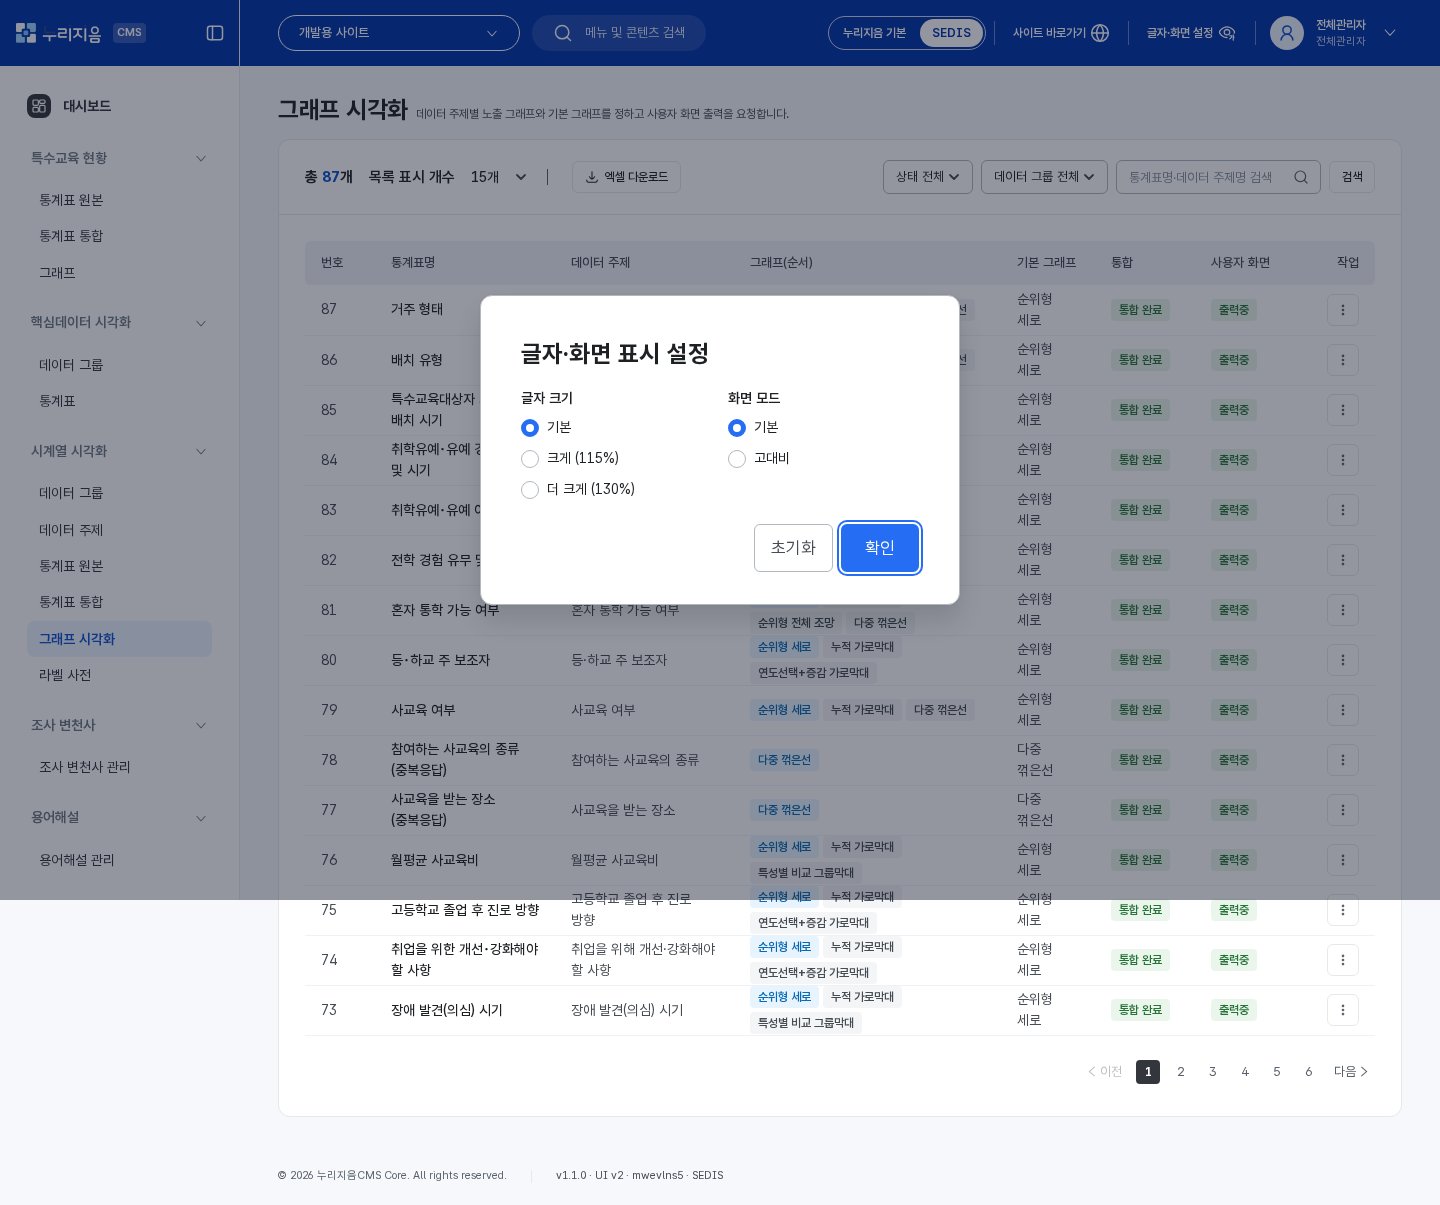 누리지음 CMS
개발용 사이트
메뉴 및 콘텐츠 검색
누리지음 기본 SEDIS
사이트 바로가기
글자·화면 설정
전체관리자
전체관리자
대시보드
특수교육 현황
통계표 원본
통계표 통합
그래프
핵심데이터 시각화
데이터 그룹
통계표
시계열 시각화
데이터 그룹
데이터 주제
통계표 원본
통계표 통합
그래프 시각화
라벨 사전
조사 변천사
조사 변천사 관리
용어해설
용어해설 관리
그래프 시각화 데이터 주제별 노출 그래프와 기본 그래프를 정하고 사용자 화면 출력을 요청합니다.
총 87개 목록 표시 개수 15개 엑셀 다운로드 상태 전체 데이터 그룹 전체 통계표명·데이터 주제명 검색 검색
번호 통계표명 데이터 주제 그래프(순서) 기본 그래프 통합 사용자 화면 작업
87 거주 형태 순위형 세로 통합 완료 출력중
86 배치 유형 순위형 세로 통합 완료 출력중
85 특수교육대상자
배치 시기 순위형 세로 통합 완료 출력중
84 취학유예·유예
및 시기 순위형 세로 통합 완료 출력중
83 취학유예·유예 순위형 세로 통합 완료 출력중
82 전학 경험 유무 순위형 세로 통합 완료 출력중
81 혼자 통학 가능 여부 혼자 통학 가능 여부 순위형 전체 조망 다중 꺾은선 순위형 세로 통합 완료 출력중
80 등·하교 주 보조자 등·하교 주 보조자 순위형 세로 누적 가로막대 연도선택+증감 가로막대 순위형 세로 통합 완료 출력중
79 사교육 여부 사교육 여부 순위형 세로 누적 가로막대 다중 꺾은선 순위형 세로 통합 완료 출력중
78 참여하는 사교육의 종류 (중복응답) 참여하는 사교육의 종류 다중 꺾은선 다중 꺾은선 통합 완료 출력중
77 사교육을 받는 장소 (중복응답) 사교육을 받는 장소 다중 꺾은선 다중 꺾은선 통합 완료 출력중
76 월평균 사교육비 월평균 사교육비 순위형 세로 누적 가로막대 특성별 비교 그룹막대 순위형 세로 통합 완료 출력중
75 고등학교 졸업 후 진로 방향 고등학교 졸업 후 진로 방향 순위형 세로 누적 가로막대 연도선택+증감 가로막대 순위형 세로 통합 완료 출력중
74 취업을 위한 개선·강화해야 할 사항 취업을 위해 개선·강화해야 할 사항 순위형 세로 누적 가로막대 연도선택+증감 가로막대 순위형 세로 통합 완료 출력중
73 장애 발견(의심) 시기 장애 발견(의심) 시기 순위형 세로 누적 가로막대 특성별 비교 그룹막대 순위형 세로 통합 완료 출력중
글자·화면 표시 설정
글자 크기
기본
크게 (115%)
더 크게 (130%)
화면 모드
기본
고대비
초기화 확인
이전 1 2 3 4 5 6 다음
© 2026 누리지음CMS Core. All rights reserved. v1.1.0 · UI v2 · mwevlns5 · SEDIS